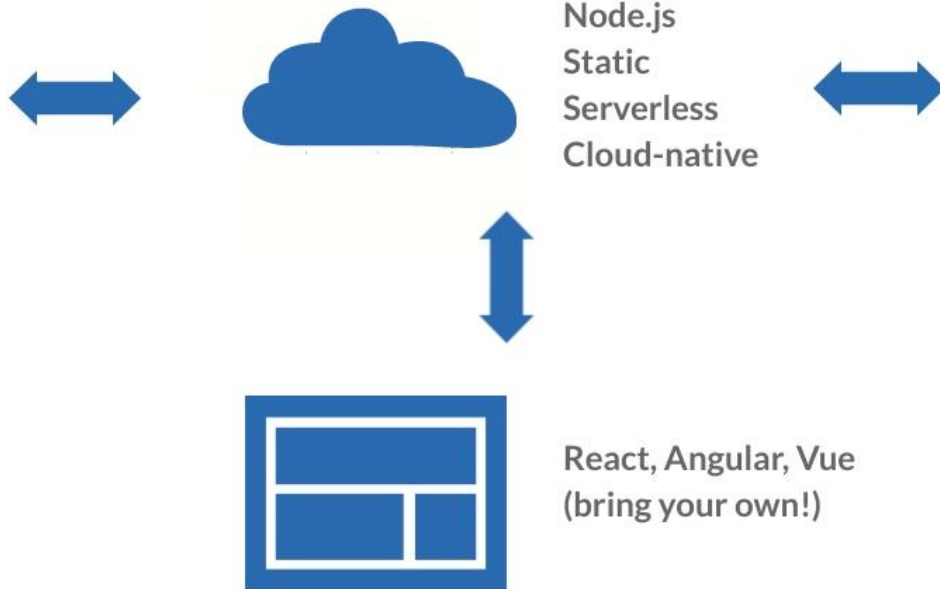 Node.js
Static
Serverless
Cloud-native
React, Angular, Vue
(bring your own!)